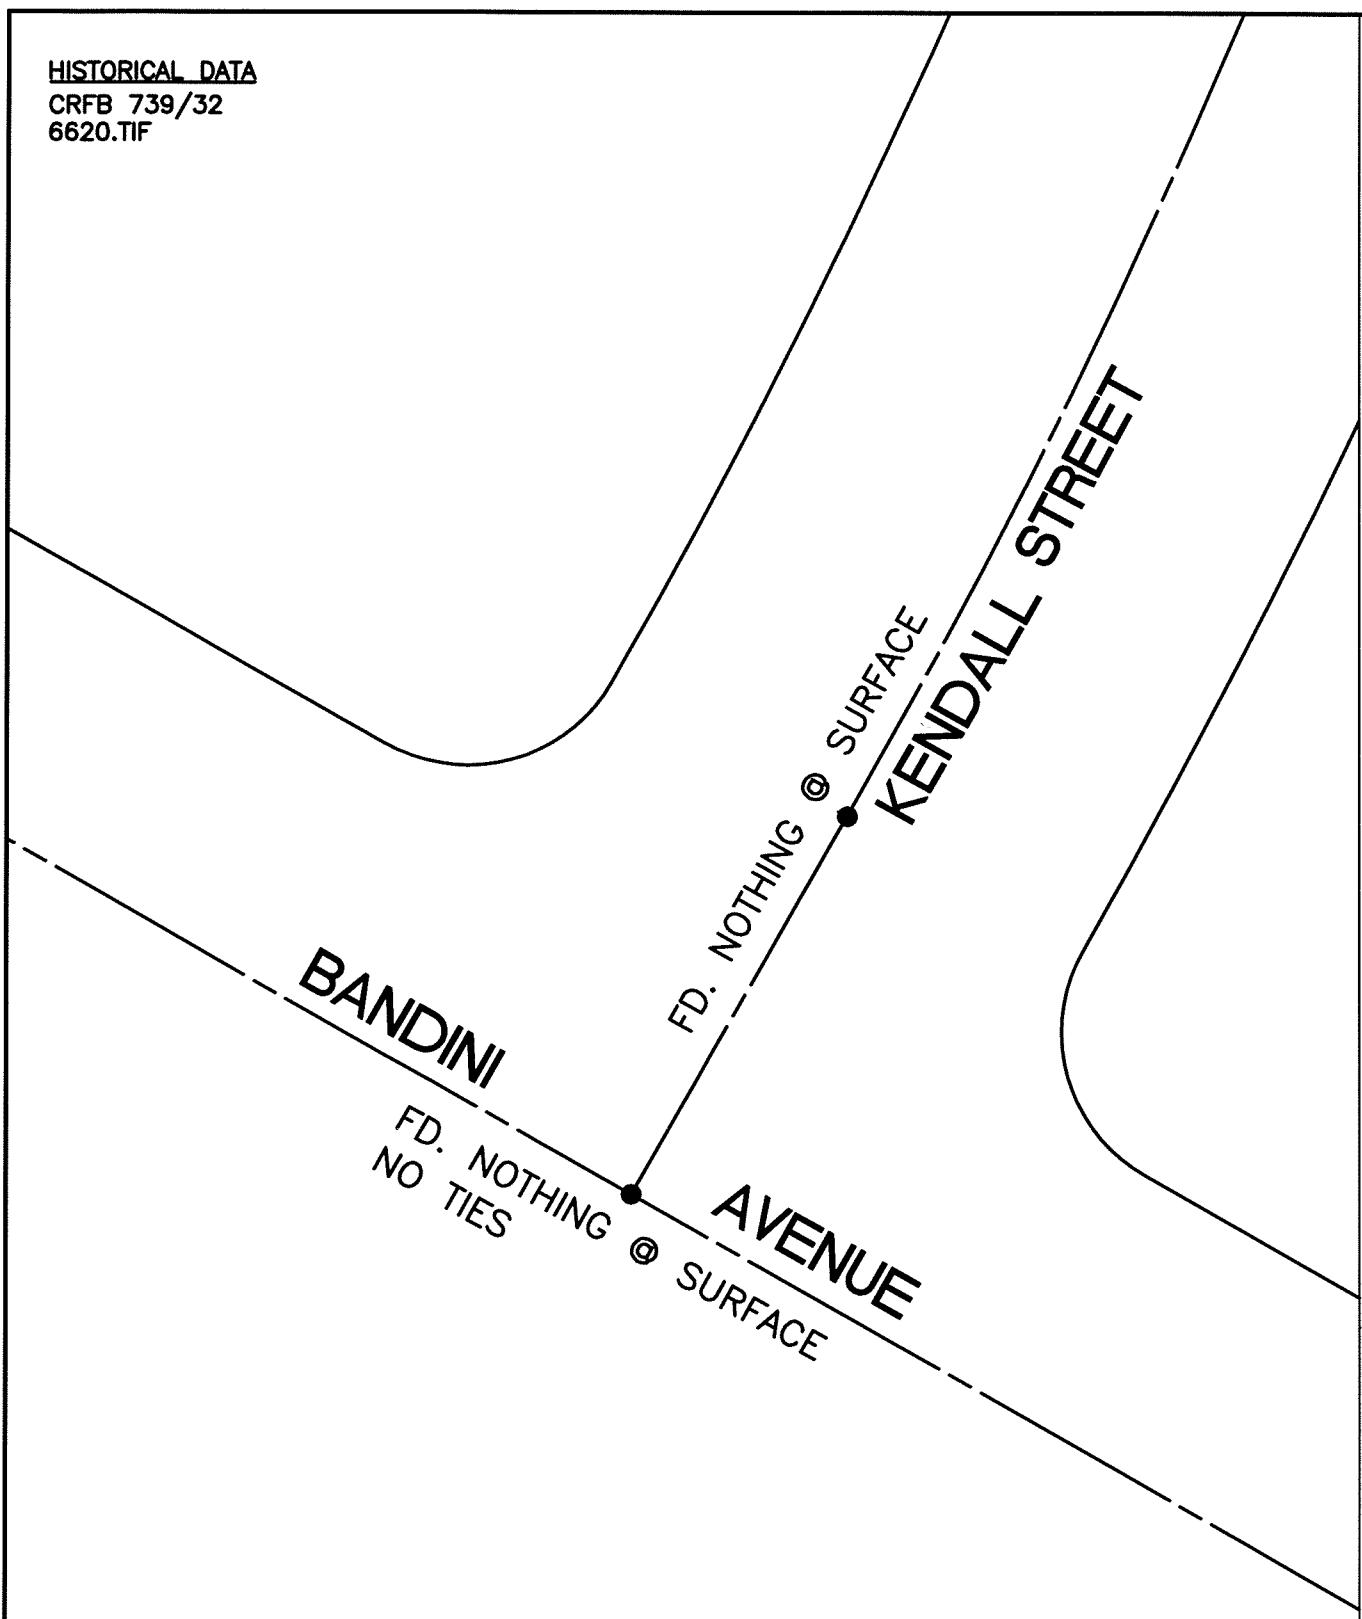 HISTORICAL DATA
CRFB 739/32
6620.TIF
KENDALL STREET
FD. NOTHING @ SURFACE
BANDINI
AVENUE
FD. NOTHING @ SURFACE
NO TIES